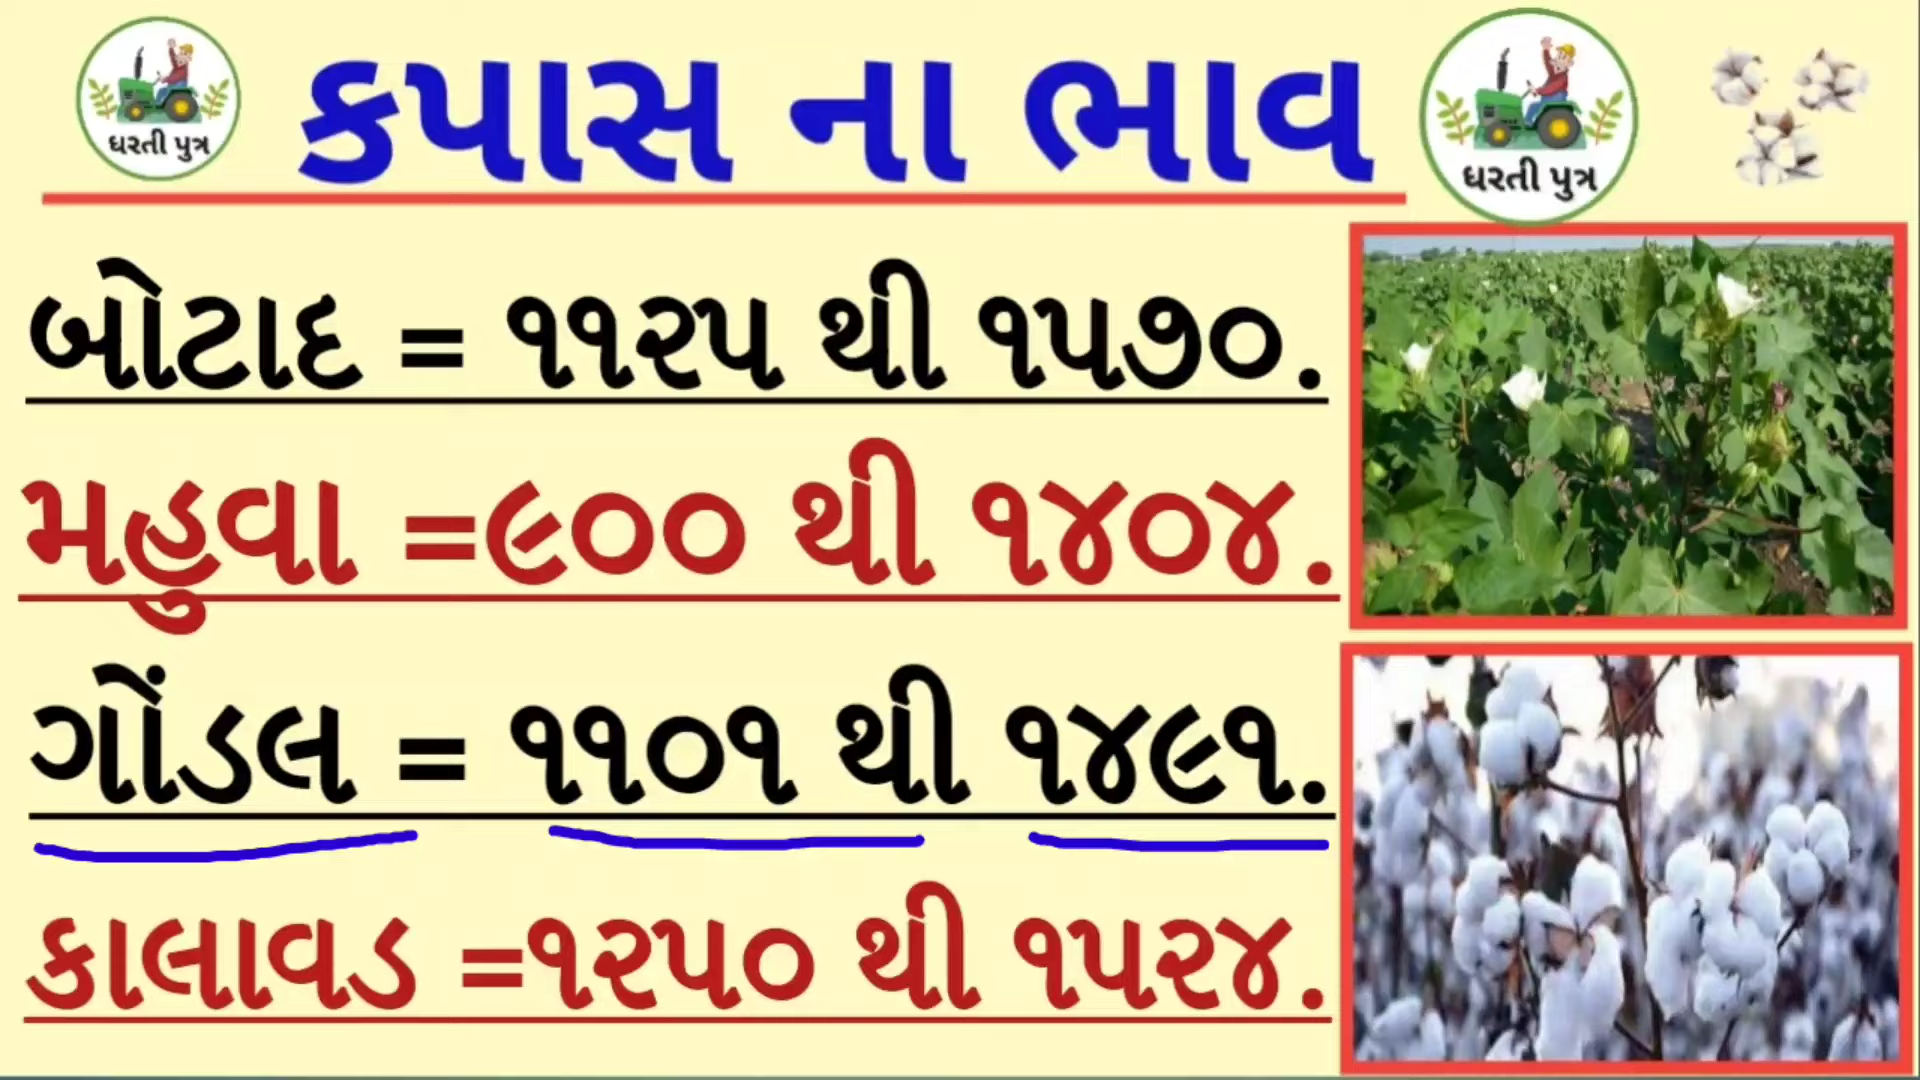 ધરતી પુત્ર
કપાસ ના ભાવ
ધરતી પુત્ર
બોટાદ = ૧૧૨૫ થી ૧૫૭૦.
મહુવા =૯૦૦ થી ૧૪૦૪.
ગોંડલ = ૧૧૦૧ થી ૧૪૯૧.
કાલાવડ =૧૨૫૦ થી ૧૫૨૪.